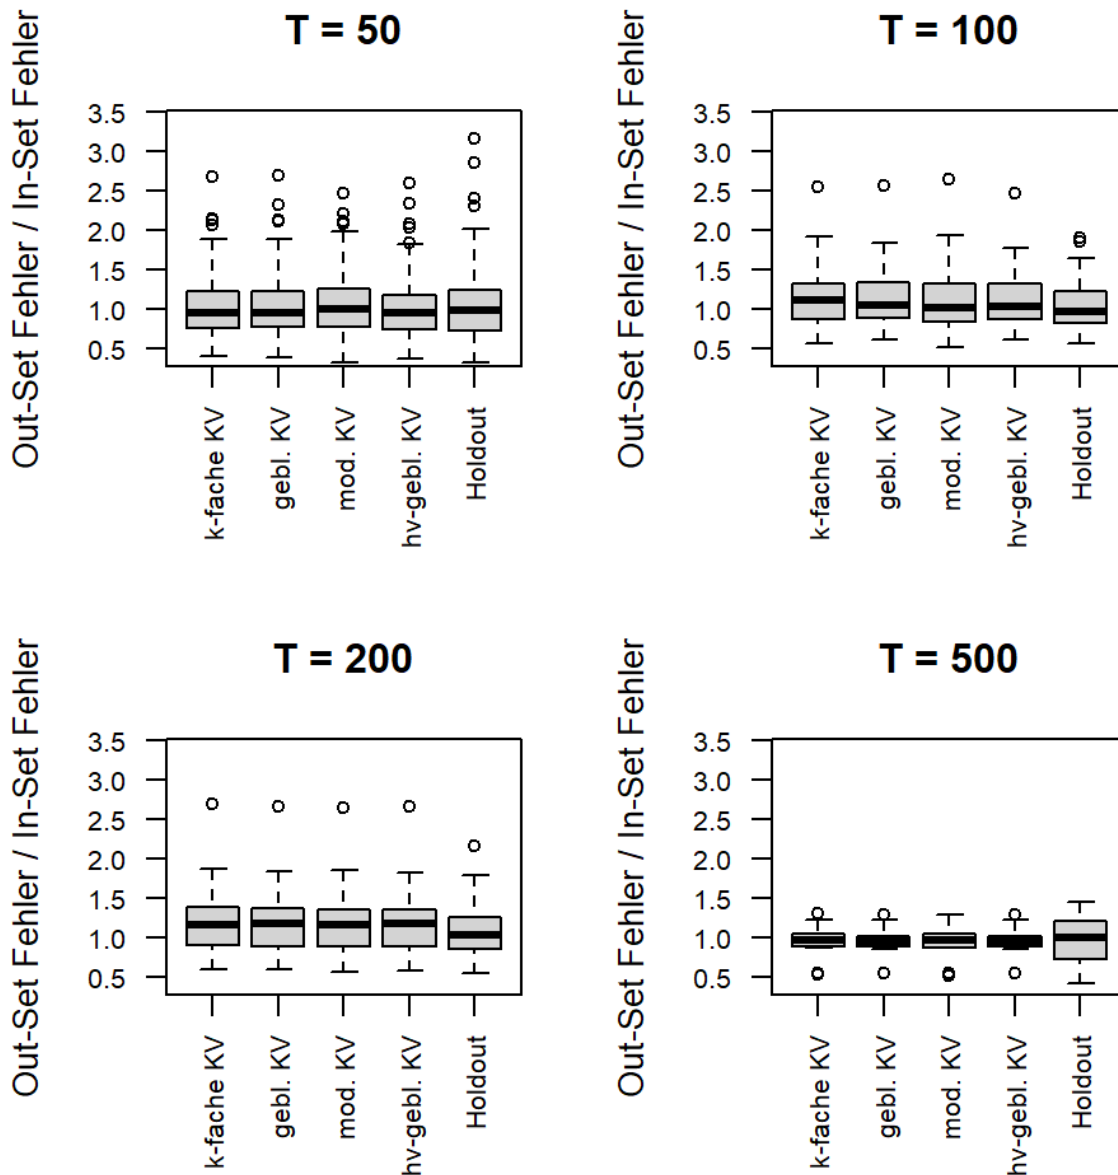 T = 50
Out-Set Fehler / In-Set Fehler
3.5
3.0
2.5
2.0
1.5
1.0
0.5
k-fache KV
gebl. KV
mod. KV
hv-gebl. KV
Holdout
T = 100
Out-Set Fehler / In-Set Fehler
3.5
3.0
2.5
2.0
1.5
1.0
0.5
k-fache KV
gebl. KV
mod. KV
hv-gebl. KV
Holdout
T = 200
Out-Set Fehler / In-Set Fehler
3.5
3.0
2.5
2.0
1.5
1.0
0.5
k-fache KV
gebl. KV
mod. KV
hv-gebl. KV
Holdout
T = 500
Out-Set Fehler / In-Set Fehler
3.5
3.0
2.5
2.0
1.5
1.0
0.5
k-fache KV
gebl. KV
mod. KV
hv-gebl. KV
Holdout